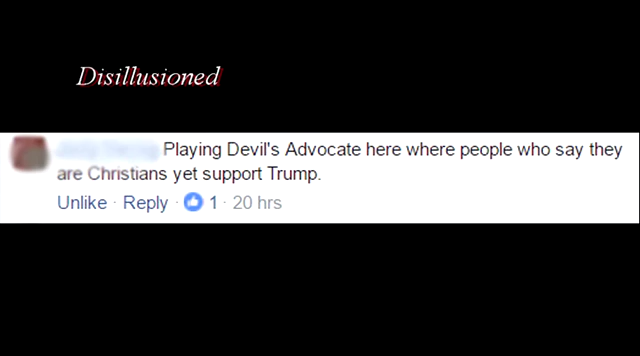 Disillusioned
Playing Devil's Advocate here where people who say they
are Christians yet support Trump.
Unlike · Reply · 1 · 20 hrs